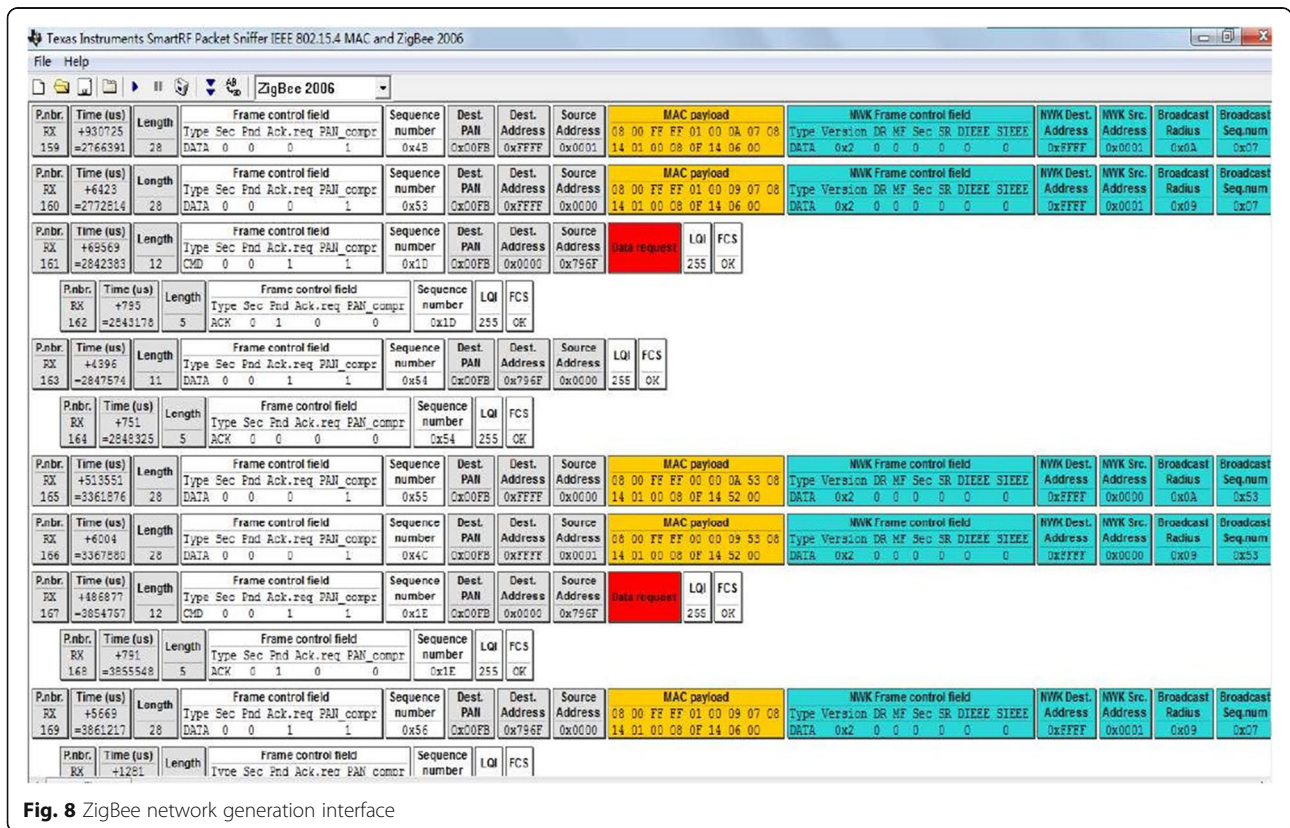 Texas Instruments SmartRF Packet Sniffer IEEE 802.15.4 MAC and ZigBee 2006
File Help
ZigBee 2006
P.nbr. Time (us) Length Frame control field Sequence Dest. Dest. Source MAC payload NWK Frame control field NWK Dest. NWK Src. Broadcast Broadcast
RX +930725 Type Sec Pnd Ack.req PAN_compr number PAN Address Address 08 00 FF FF 01 00 0A 07 08 Type Version DR MF Sec SR DIEEE SIEEE Address Address Radius Seq.num
159 =2766391 28 DATA 0 0 0 1 0x4B 0x00FB 0xFFFF 0x0001 14 01 00 08 0F 14 06 00 DATA 0x2 0 0 0 0 0 0 0xFFFF 0x0001 0x0A 0x07
P.nbr. Time (us) Length Frame control field Sequence Dest. Dest. Source MAC payload NWK Frame control field NWK Dest. NWK Src. Broadcast Broadcast
RX +6423 Type Sec Pnd Ack.req PAN_compr number PAN Address Address 08 00 FF FF 01 00 09 07 08 Type Version DR MF Sec SR DIEEE SIEEE Address Address Radius Seq.num
160 =2772814 28 DATA 0 0 0 1 0x53 0x00FB 0xFFFF 0x0000 14 01 00 08 0F 14 06 00 DATA 0x2 0 0 0 0 0 0 0xFFFF 0x0001 0x09 0x07
P.nbr. Time (us) Length Frame control field Sequence Dest. Dest. Source Data request LQI FCS
RX +69569 Type Sec Pnd Ack.req PAN_compr number PAN Address Address
161 =2842383 12 CMD 0 0 1 1 0x1D 0x00FB 0x0000 0x796F 255 OK
P.nbr. Time (us) Length Frame control field Sequence LQI FCS
RX +795 Type Sec Pnd Ack.req PAN_compr number
162 =2843178 5 ACK 0 1 0 0 0x1D 255 OK
P.nbr. Time (us) Length Frame control field Sequence Dest. Dest. Source LQI FCS
RX +4396 Type Sec Pnd Ack.req PAN_compr number PAN Address Address
163 =2847574 11 DATA 0 0 1 1 0x54 0x00FB 0x796F 0x0000 255 OK
P.nbr. Time (us) Length Frame control field Sequence LQI FCS
RX +751 Type Sec Pnd Ack.req PAN_compr number
164 =2848325 5 ACK 0 0 0 0 0x54 255 OK
P.nbr. Time (us) Length Frame control field Sequence Dest. Dest. Source MAC payload NWK Frame control field NWK Dest. NWK Src. Broadcast Broadcast
RX +513551 Type Sec Pnd Ack.req PAN_compr number PAN Address Address 08 00 FF FF 00 00 0A 53 08 Type Version DR MF Sec SR DIEEE SIEEE Address Address Radius Seq.num
165 =3361876 28 DATA 0 0 0 1 0x55 0x00FB 0xFFFF 0x0000 14 01 00 08 0F 14 52 00 DATA 0x2 0 0 0 0 0 0 0xFFFF 0x0000 0x0A 0x53
P.nbr. Time (us) Length Frame control field Sequence Dest. Dest. Source MAC payload NWK Frame control field NWK Dest. NWK Src. Broadcast Broadcast
RX +6004 Type Sec Pnd Ack.req PAN_compr number PAN Address Address 08 00 FF FF 00 00 09 53 08 Type Version DR MF Sec SR DIEEE SIEEE Address Address Radius Seq.num
166 =3367880 28 DATA 0 0 0 1 0x4C 0x00FB 0xFFFF 0x0001 14 01 00 08 0F 14 52 00 DATA 0x2 0 0 0 0 0 0 0xFFFF 0x0000 0x09 0x53
P.nbr. Time (us) Length Frame control field Sequence Dest. Dest. Source Data request LQI FCS
RX +486877 Type Sec Pnd Ack.req PAN_compr number PAN Address Address
167 =3854757 12 CMD 0 0 1 1 0x1E 0x00FB 0x0000 0x796F 255 OK
P.nbr. Time (us) Length Frame control field Sequence LQI FCS
RX +791 Type Sec Pnd Ack.req PAN_compr number
168 =3855548 5 ACK 0 1 0 0 0x1E 255 OK
P.nbr. Time (us) Length Frame control field Sequence Dest. Dest. Source MAC payload NWK Frame control field NWK Dest. NWK Src. Broadcast Broadcast
RX +5669 Type Sec Pnd Ack.req PAN_compr number PAN Address Address 08 00 FF FF 01 00 09 07 08 Type Version DR MF Sec SR DIEEE SIEEE Address Address Radius Seq.num
169 =3861217 28 DATA 0 0 1 1 0x56 0x00FB 0x796F 0x0000 14 01 00 08 0F 14 06 00 DATA 0x2 0 0 0 0 0 0 0xFFFF 0x0001 0x09 0x07
P.nbr. Time (us) Length Frame control field Sequence LQI FCS
RX +1281 Type Sec Pnd Ack.req PAN_compr number
Fig. 8 ZigBee network generation interface